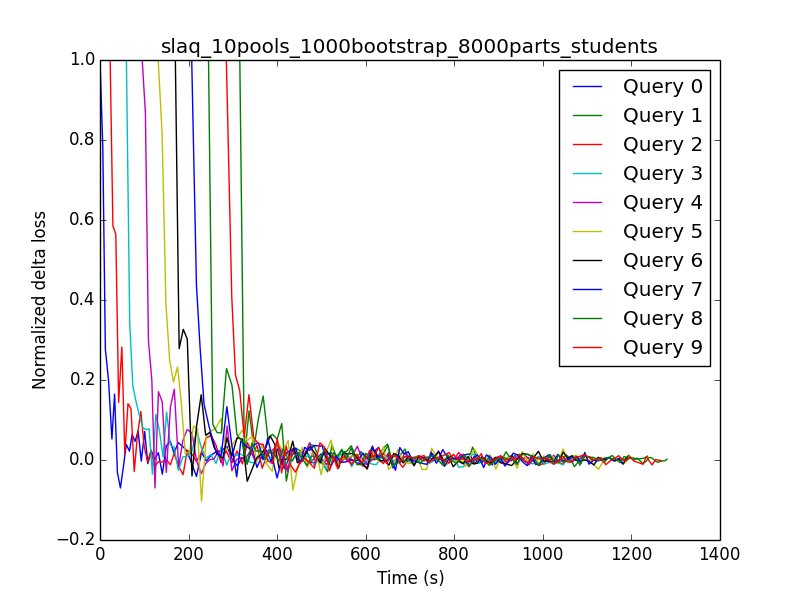 slaq_10pools_1000bootstrap_8000parts_students
1.0
0.8
0.6
0.4
0.2
0.0
−0.2
Normalized delta loss
0 200 400 600 800 1000 1200 1400
Time (s)
Query 0
Query 1
Query 2
Query 3
Query 4
Query 5
Query 6
Query 7
Query 8
Query 9